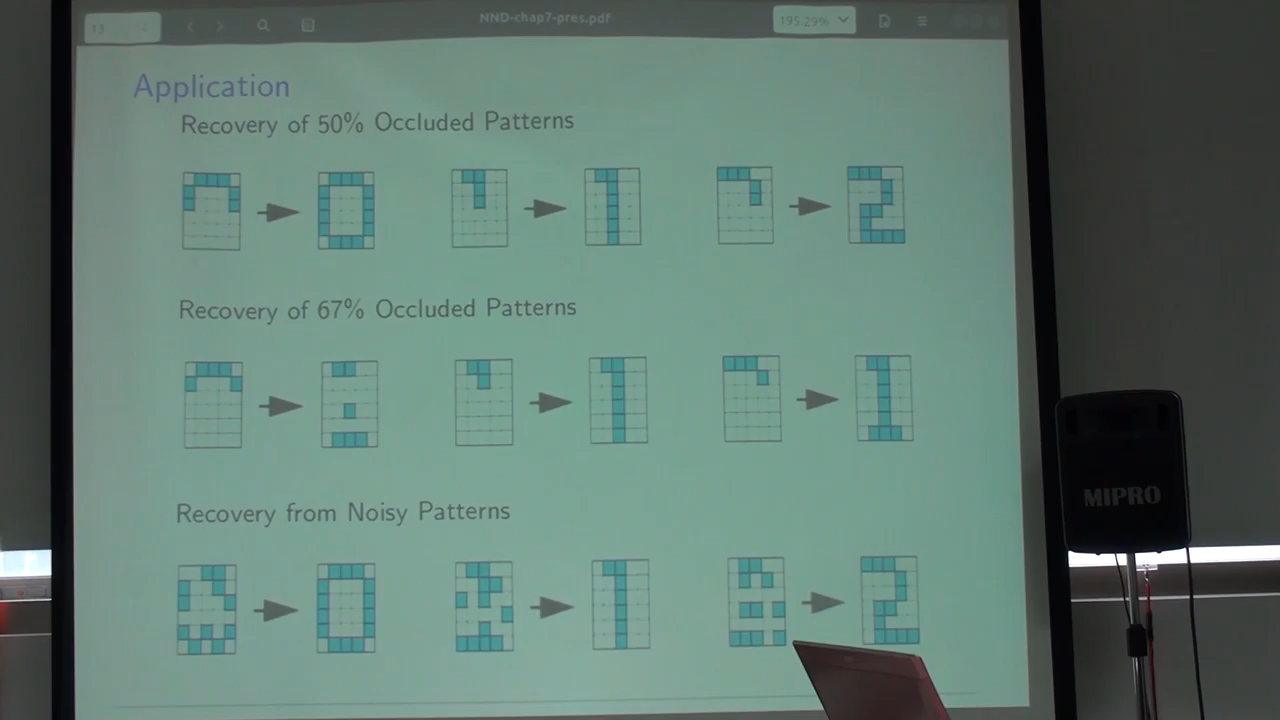 13
NND-chap7-pres.pdf
195.29%
Application
Recovery of 50% Occluded Patterns
Recovery of 67% Occluded Patterns
Recovery from Noisy Patterns
MIPRO